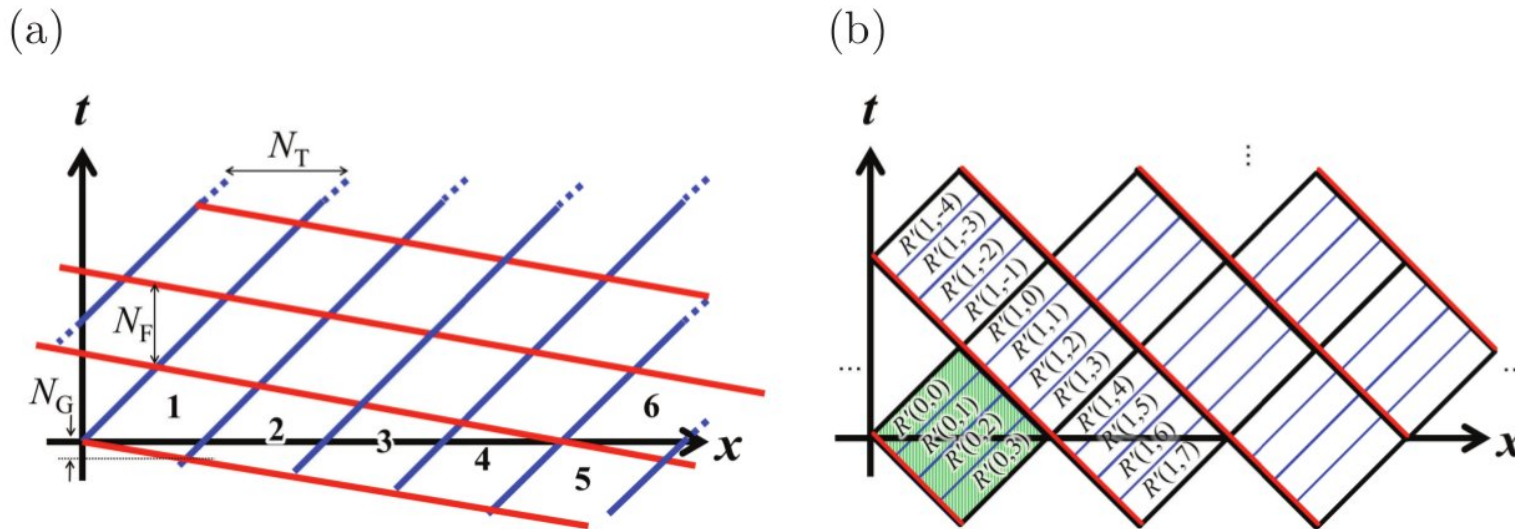 (a)
t
N_T
N_F
N_G
1
2
3
4
5
6
x
(b)
t
...
R'(1,-4)
R'(1,-3)
R'(1,-2)
R'(1,-1)
R'(1,0)
R'(1,1)
R'(1,2)
R'(1,3)
R'(1,4)
R'(1,5)
R'(1,6)
R'(1,7)
R'(0,0)
R'(0,1)
R'(0,2)
R'(0,3)
...
...
x